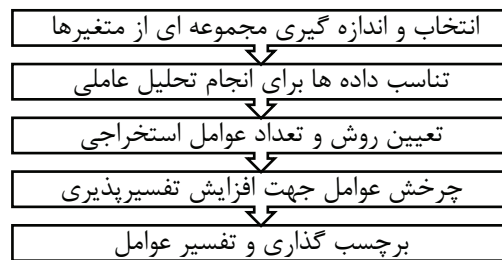 انتخاب و اندازه گیری مجموعه ای از متغیرها
تناسب داده ها برای انجام تحلیل عاملی
تعیین روش و تعداد عوامل استخراجی
چرخش عوامل جهت افزایش تفسیرپذیری
برچسب گذاری و تفسیر عوامل